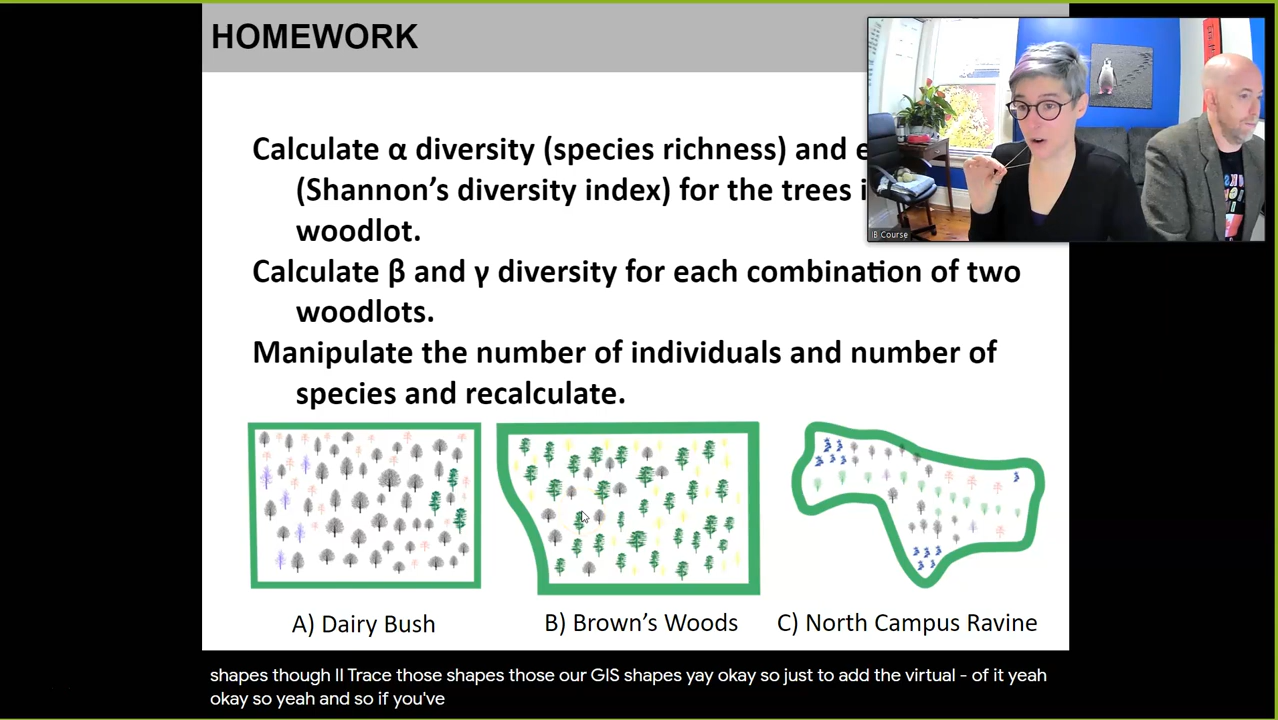 HOMEWORK
Calculate α diversity (species richness) and e
(Shannon's diversity index) for the trees i
woodlot.
IB Course
Calculate β and γ diversity for each combination of two
woodlots.
Manipulate the number of individuals and number of
species and recalculate.
A) Dairy Bush
B) Brown's Woods
C) North Campus Ravine
shapes though II Trace those shapes those our GIS shapes yay okay so just to add the virtual - of it yeah
okay so yeah and so if you've